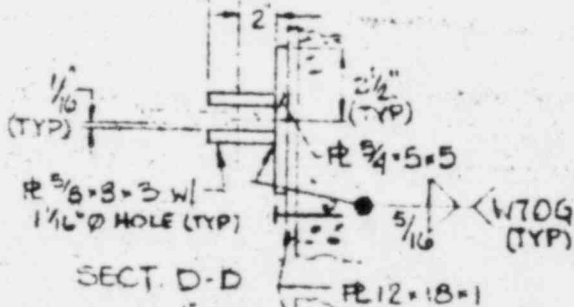 2"
1/16"
(TYP)
2 1/2"
(TYP)
PL 3/4 × 5 × 5
PL 5/8 × 3 × 3 W/
1 1/16" Ø HOLE (TYP)
5/16
W70G
(TYP)
SECT. D-D
PL 12 × 18 × 1